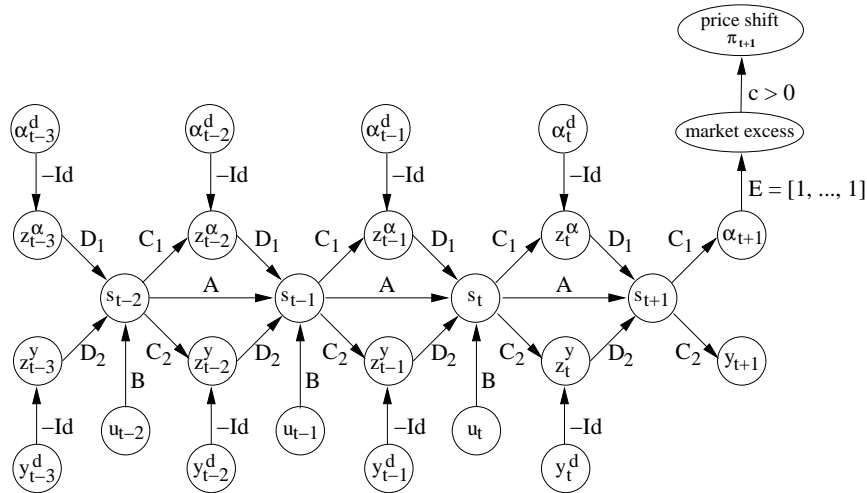 price shift
π_{t+1}
c > 0
market excess
E = [1, ..., 1]
α^d_{t–3} α^d_{t–2} α^d_{t–1} α^d_t
–Id –Id –Id –Id
z^α_{t–3} D_1 C_1 z^α_{t–2} D_1 C_1 z^α_{t–1} D_1 C_1 z^α_t D_1 C_1 α_{t+1}
s_{t–2} A s_{t–1} A s_t A s_{t+1}
z^y_{t–3} D_2 C_2 z^y_{t–2} D_2 C_2 z^y_{t–1} D_2 C_2 z^y_t D_2 C_2 y_{t+1}
B B B
–Id u_{t–2} –Id u_{t–1} –Id u_t –Id
y^d_{t–3} y^d_{t–2} y^d_{t–1} y^d_t